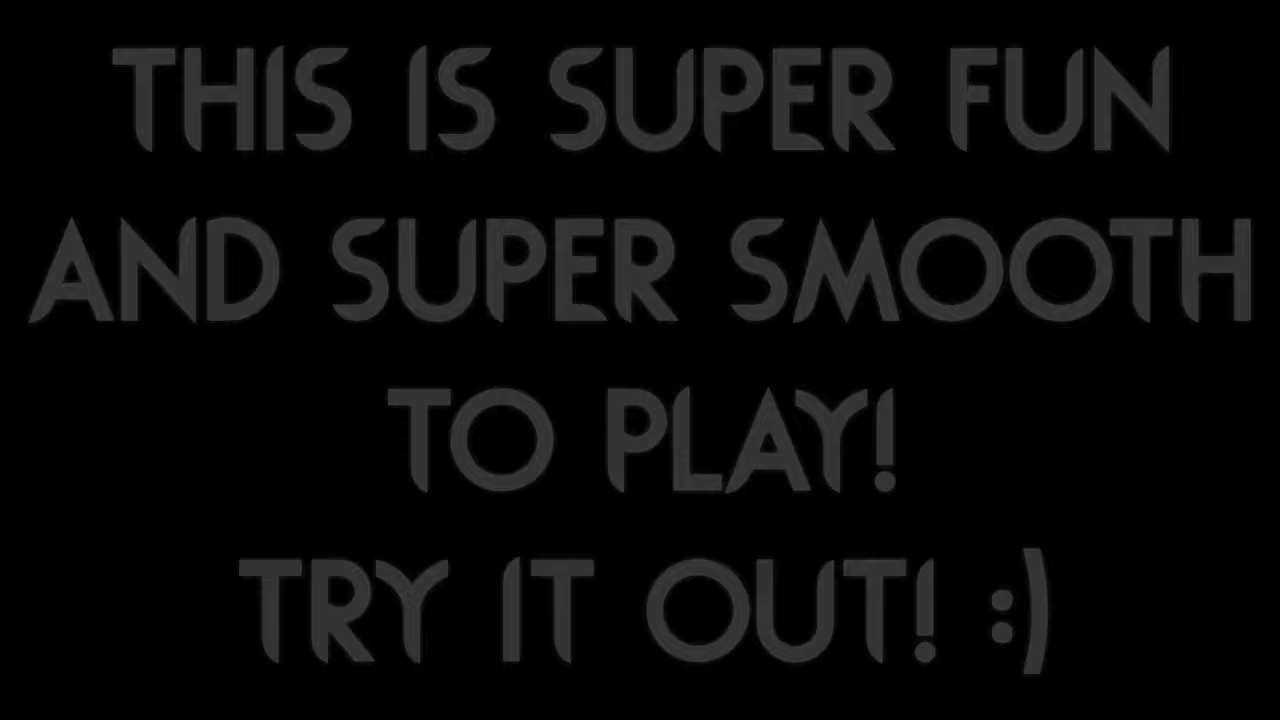 THIS IS SUPER FUN
AND SUPER SMOOTH
TO PLAY!
TRY IT OUT! :)